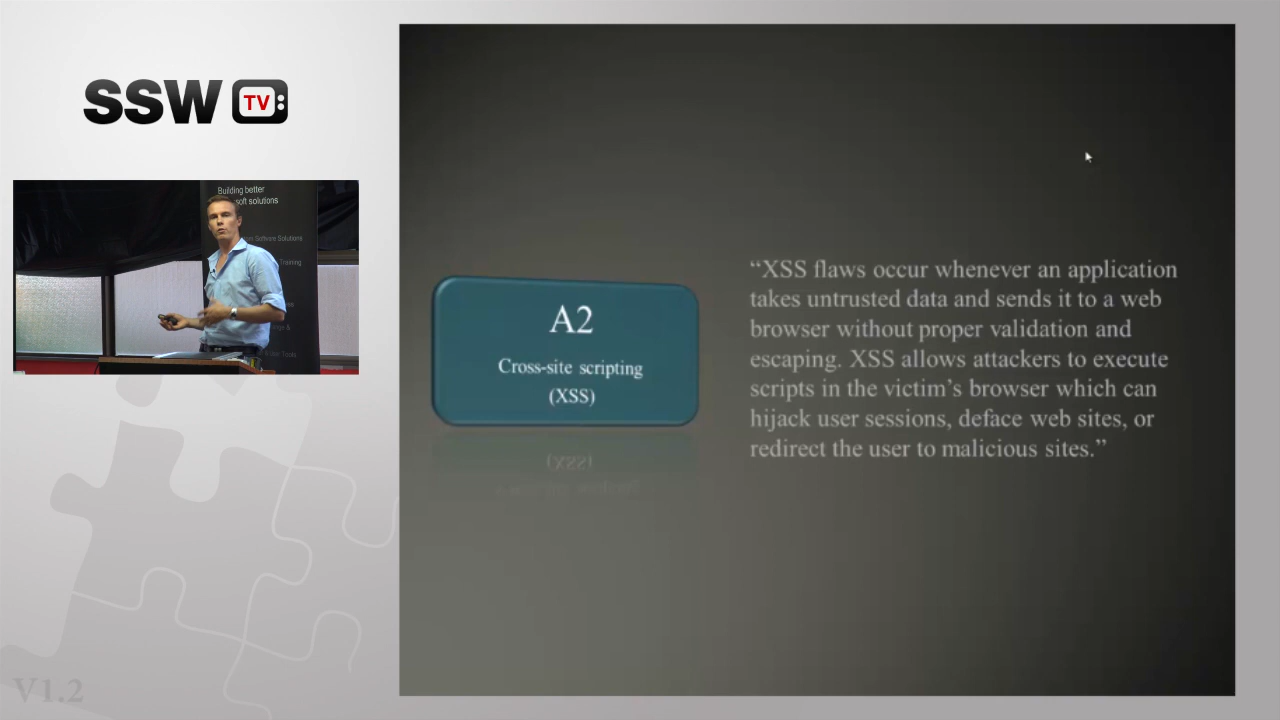 SSW TV
Building better
soft solutions
Software Solutions
Training
A2
Cross-site scripting
(XSS)
“XSS flaws occur whenever an application
takes untrusted data and sends it to a web
browser without proper validation and
escaping. XSS allows attackers to execute
scripts in the victim’s browser which can
hijack user sessions, deface web sites, or
redirect the user to malicious sites.”
V1.2